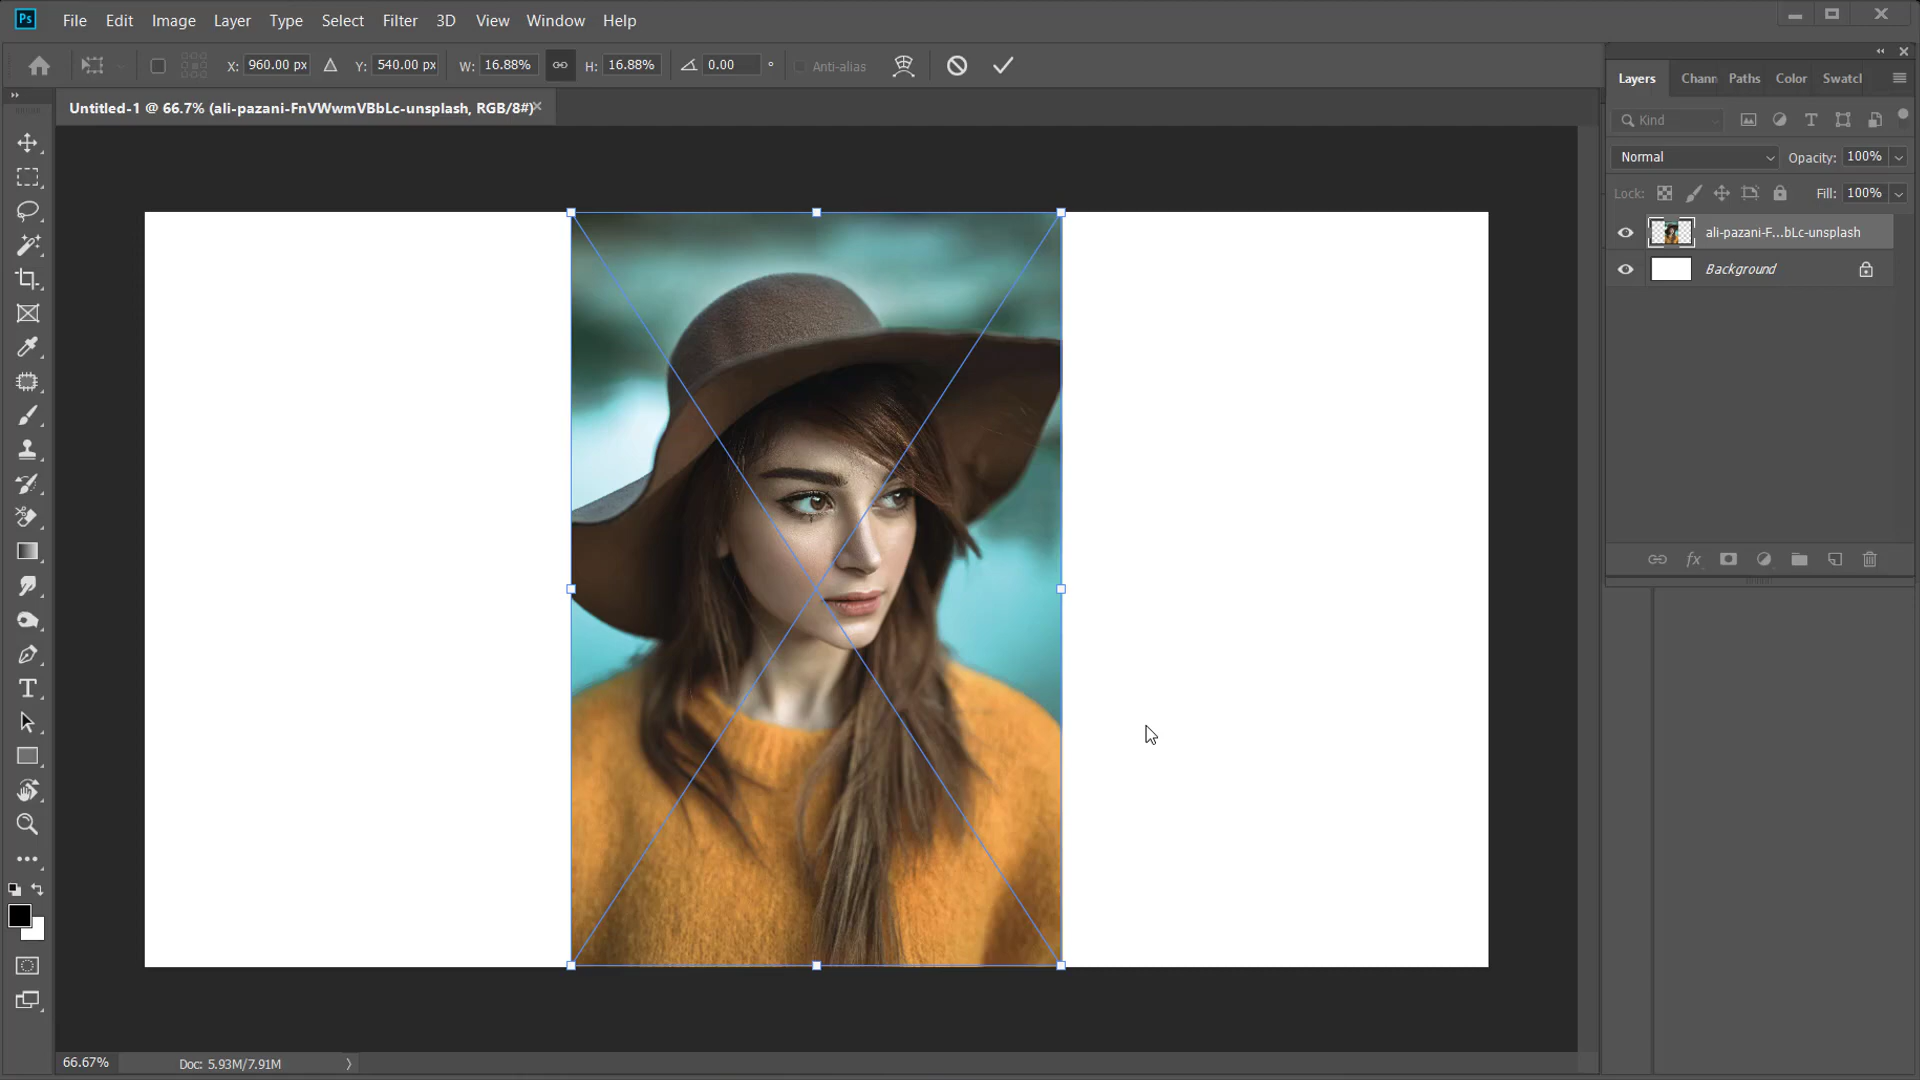 Ps File Edit Image Layer Type Select Filter 3D View Window Help
X: 960.00 px Y: 540.00 px W: 16.88% H: 16.88% 0.00 ° Anti-alias
Untitled-1 @ 66.7% (ali-pazani-FnVWwmVBbLc-unsplash, RGB/8#)
Layers Chann Paths Color Swatcl
Kind
Normal Opacity: 100%
Lock: Fill: 100%
ali-pazani-F...bLc-unsplash
Background
fx
66.67% Doc: 5.93M/7.91M